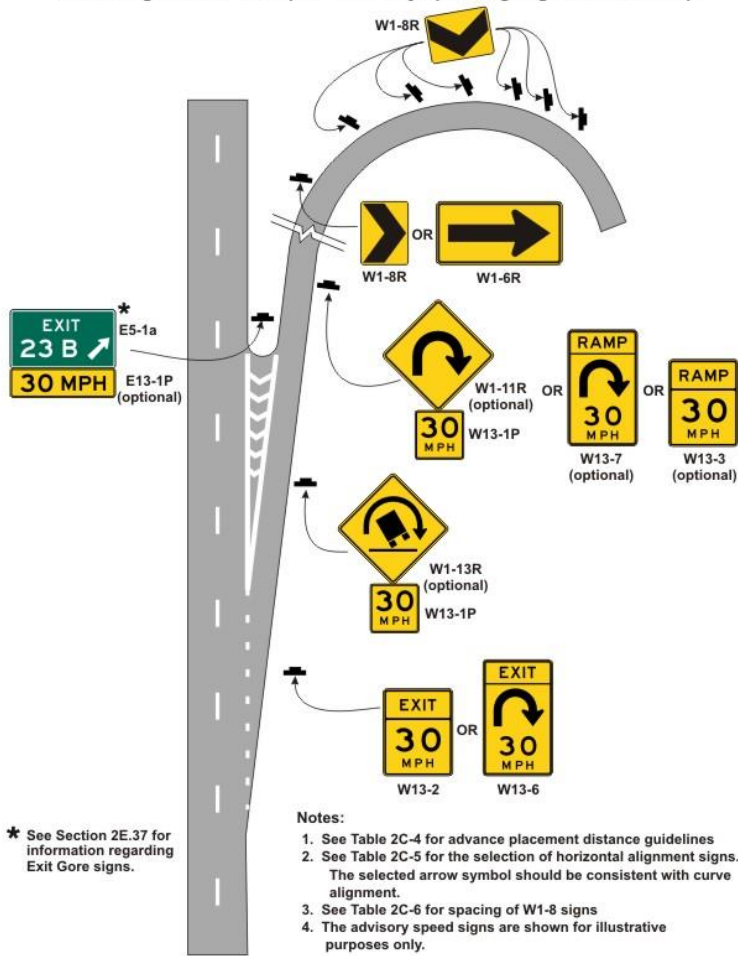 W1-8R
OR
W1-8R
W1-6R
EXIT
23 B
30 MPH
*
E5-1a
E13-1P
(optional)
30
MPH
W1-11R
(optional)
W13-1P
OR
RAMP
30
MPH
W13-7
(optional)
OR
RAMP
30
MPH
W13-3
(optional)
W1-13R
(optional)
30
MPH
W13-1P
EXIT
30
MPH
W13-2
OR
EXIT
30
MPH
W13-6
* See Section 2E.37 for
information regarding
Exit Gore signs.
Notes:
1. See Table 2C-4 for advance placement distance guidelines
2. See Table 2C-5 for the selection of horizontal alignment signs.
The selected arrow symbol should be consistent with curve
alignment.
3. See Table 2C-6 for spacing of W1-8 signs
4. The advisory speed signs are shown for illustrative
purposes only.